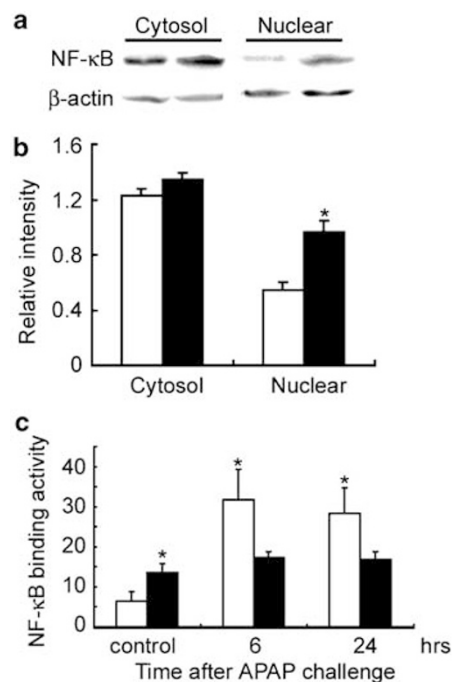 a
Cytosol Nuclear
NF-κB
β-actin
b
Relative intensity
1.6
1.2
0.8
0.4
0
*
Cytosol Nuclear
c
NF-κB binding activity
40
30
20
10
0
* * *
control 6 24 hrs
Time after APAP challenge